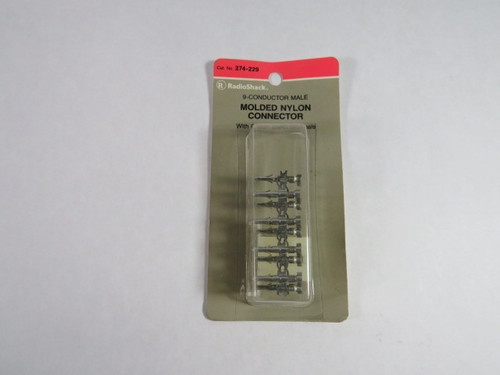 Cat. No. 274-229
R RadioShack.
9-CONDUCTOR MALE
MOLDED NYLON
CONNECTOR
With